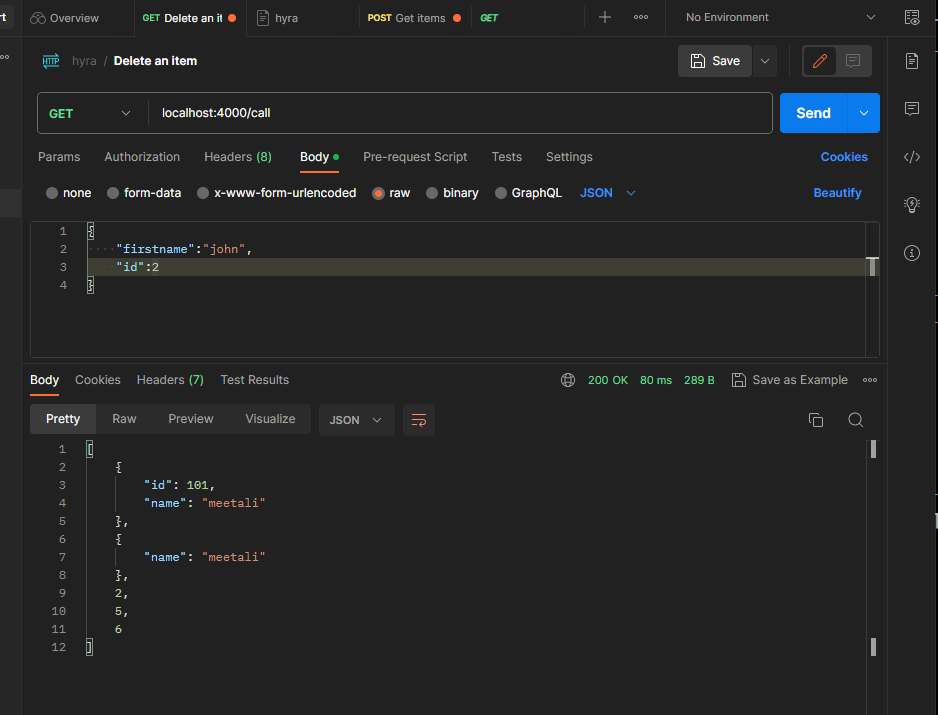 rt Overview GET Delete an it hyra POST Get items GET No Environment
HTTP hyra / Delete an item Save
GET localhost:4000/call Send
Params Authorization Headers (8) Body Pre-request Script Tests Settings Cookies
none form-data x-www-form-urlencoded raw binary GraphQL JSON Beautify
1 {
2 ····"firstname":"john",
3 ····"id":2
4 }
Body Cookies Headers (7) Test Results 200 OK 80 ms 289 B Save as Example
Pretty Raw Preview Visualize JSON
1 [
2 {
3 "id": 101,
4 "name": "meetali"
5 },
6 {
7 "name": "meetali"
8 },
9 2,
10 5,
11 6
12 ]